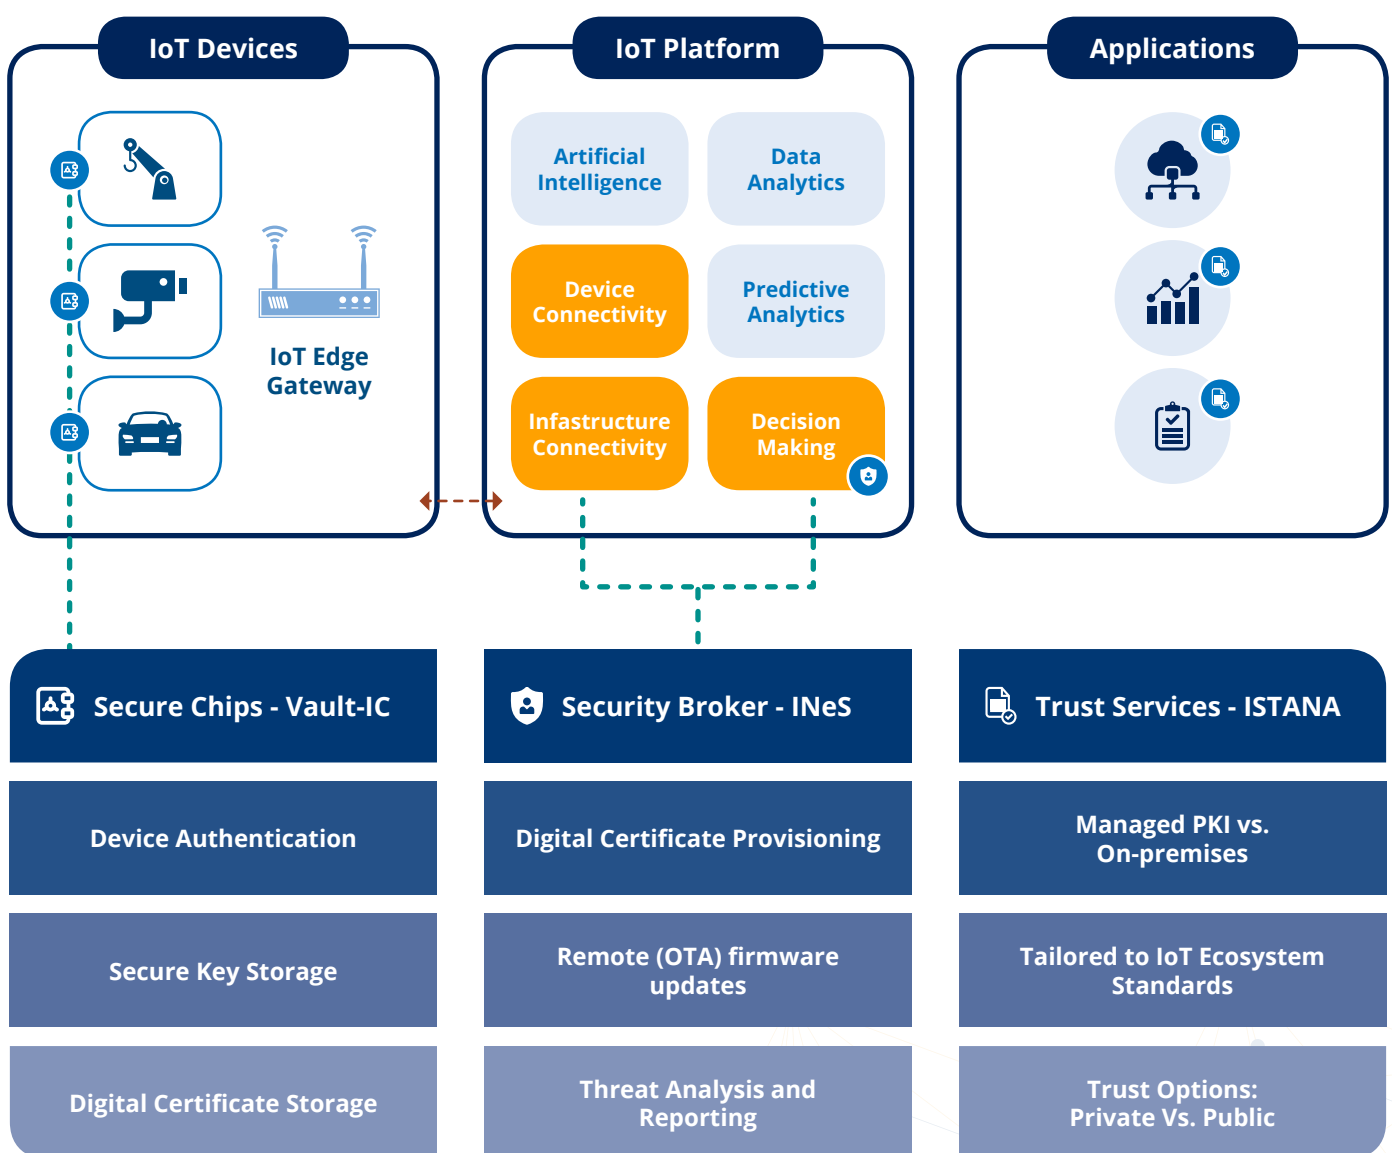 IoT Devices
IoT Edge
Gateway
IoT Platform
Artificial
Intelligence
Data
Analytics
Device
Connectivity
Predictive
Analytics
Infastructure
Connectivity
Decision
Making
Applications
Secure Chips - Vault-IC
Device Authentication
Secure Key Storage
Digital Certificate Storage
Security Broker - INeS
Digital Certificate Provisioning
Remote (OTA) firmware
updates
Threat Analysis and
Reporting
Trust Services - ISTANA
Managed PKI vs.
On-premises
Tailored to IoT Ecosystem
Standards
Trust Options:
Private Vs. Public